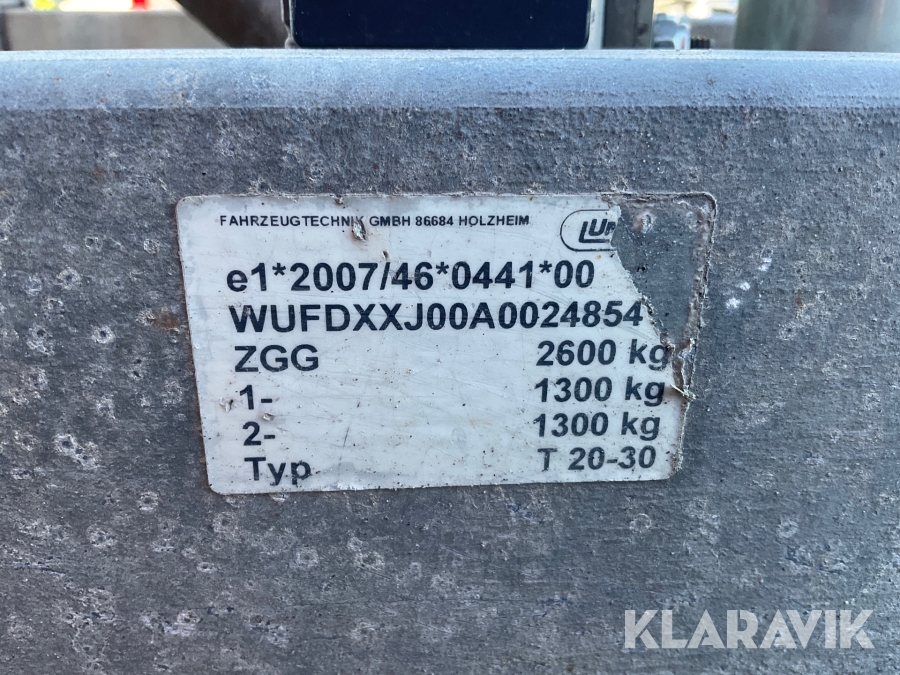 FAHRZEUGTECHNIK GMBH 86684 HOLZHEIM
e1*2007/46*0441*00
WUFDXXJ00A0024854
ZGG 2600 kg
1- 1300 kg
2- 1300 kg
Typ T 20-30
KLARAVIK